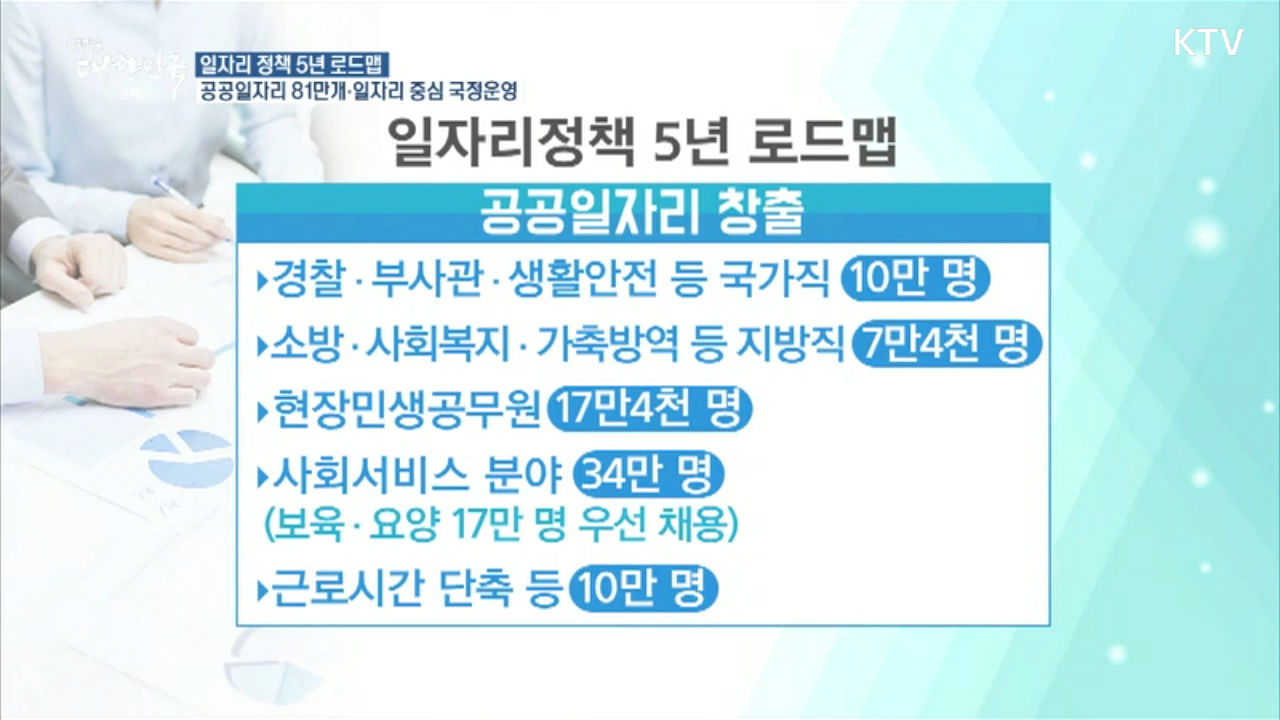 KTV
대한민국
일자리 정책 5년 로드맵
공공일자리 81만개·일자리 중심 국정운영
일자리정책 5년 로드맵
공공일자리 창출
경찰·부사관·생활안전 등 국가직 10만 명
소방·사회복지·가축방역 등 지방직 7만4천 명
현장민생공무원 17만4천 명
사회서비스 분야 34만 명
(보육·요양 17만 명 우선 채용)
근로시간 단축 등 10만 명